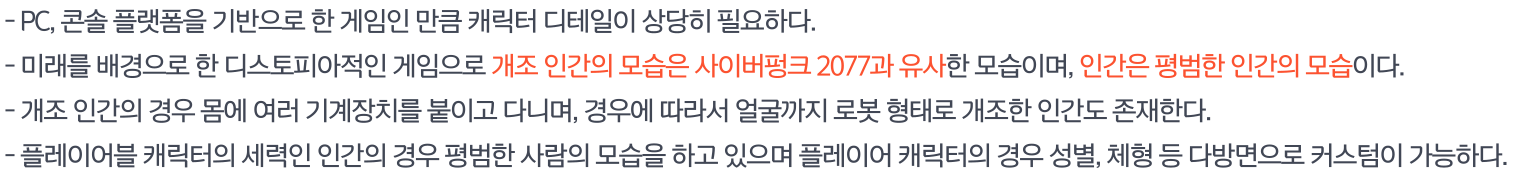 - PC, 콘솔 플랫폼을 기반으로 한 게임인 만큼 캐릭터 디테일이 상당히 필요하다.
- 미래를 배경으로 한 디스토피아적인 게임으로 개조 인간의 모습은 사이버펑크 2077과 유사한 모습이며, 인간은 평범한 인간의 모습이다.
- 개조 인간의 경우 몸에 여러 기계장치를 붙이고 다니며, 경우에 따라서 얼굴까지 로봇 형태로 개조한 인간도 존재한다.
- 플레이어블 캐릭터의 세력인 인간의 경우 평범한 사람의 모습을 하고 있으며 플레이어 캐릭터의 경우 성별, 체형 등 다방면으로 커스텀이 가능하다.